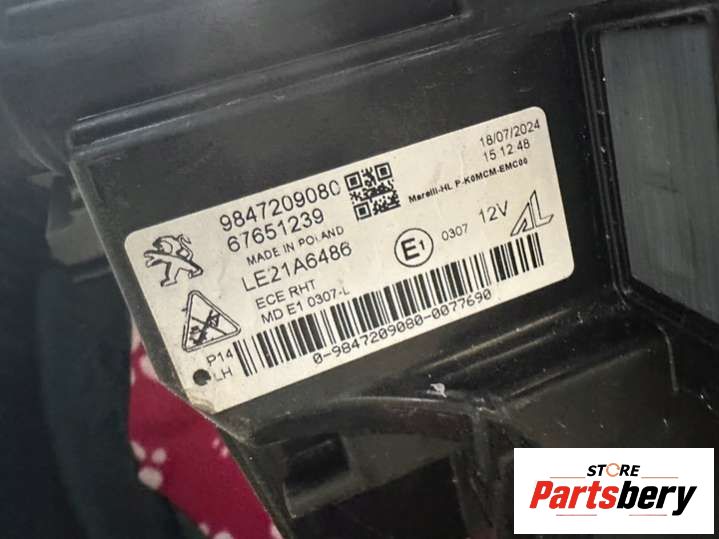 18/07/2024
15 12:48
Marelli-HL P-K0MCM-EMC00
9847209080
67651239
MADE IN POLAND
LE21A6486
ECE RHT
MD E1 0307-L
E1
0307
12V
AL
P14
LH
0-9847209080-0077690
STORE
Partsbery